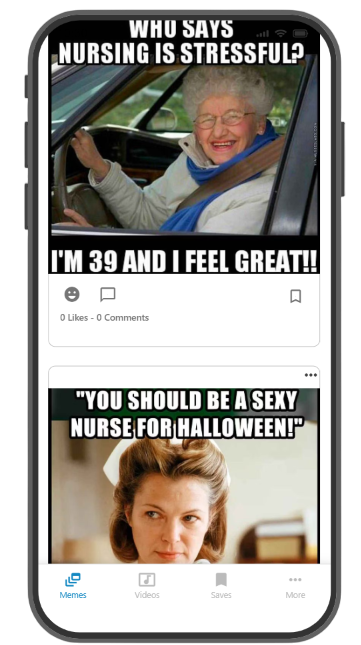 WHO SAYS
NURSING IS STRESSFUL?
I'M 39 AND I FEEL GREAT!!
0 Likes - 0 Comments
"YOU SHOULD BE A SEXY
NURSE FOR HALLOWEEN!"
Memes Videos Saves More